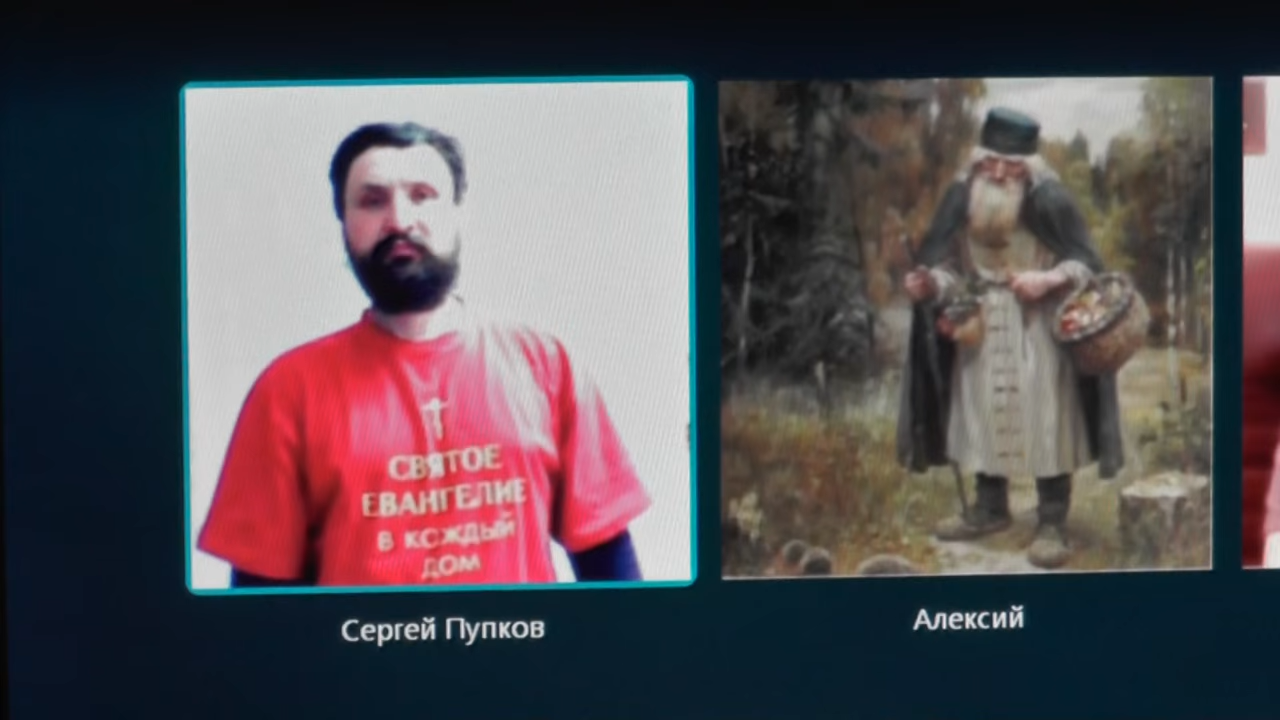 СВЯТОЕ
ЕВАНГЕЛИЕ
В КАЖДЫЙ
ДОМ
Сергей Пупков
Алексий